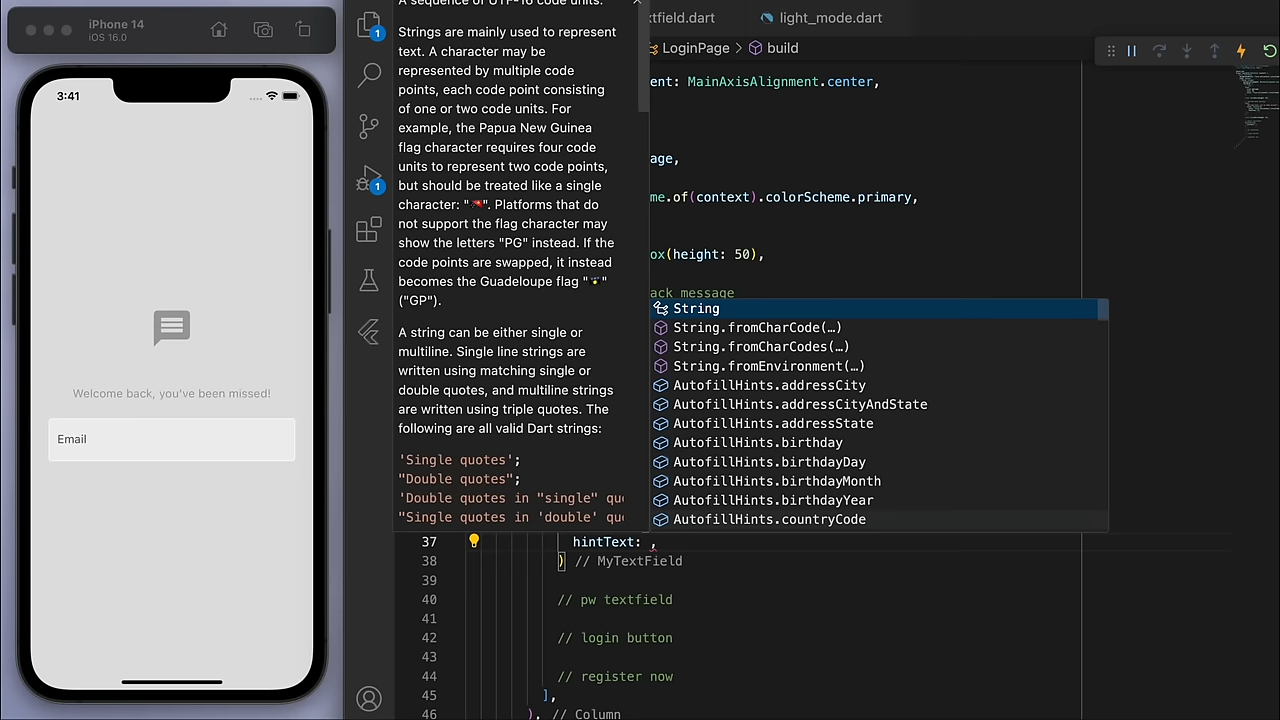 iPhone 14
iOS 16.0
3:41
Welcome back, you've been missed!
Email
1
1
A sequence of UTF-16 code units.
Strings are mainly used to represent
text. A character may be
represented by multiple code
points, each code point consisting
of one or two code units. For
example, the Papua New Guinea
flag character requires four code
units to represent two code points,
but should be treated like a single
character: "🇵🇬". Platforms that do
not support the flag character may
show the letters "PG" instead. If the
code points are swapped, it instead
becomes the Guadeloupe flag "🇬🇵"
("GP").
A string can be either single or
multiline. Single line strings are
written using matching single or
double quotes, and multiline strings
are written using triple quotes. The
following are all valid Dart strings:
'Single quotes';
"Double quotes";
'Double quotes in "single" quo
"Single quotes in 'double' quo
xtfield.dart
light_mode.dart
LoginPage > build
ent: MainAxisAlignment.center,
age,
me.of(context).colorScheme.primary,
ox(height: 50),
ack message
String
String.fromCharCode(…)
String.fromCharCodes(…)
String.fromEnvironment(…)
AutofillHints.addressCity
AutofillHints.addressCityAndState
AutofillHints.addressState
AutofillHints.birthday
AutofillHints.birthdayDay
AutofillHints.birthdayMonth
AutofillHints.birthdayYear
AutofillHints.countryCode
37 hintText: ,
38 ) // MyTextField
39
40 // pw textfield
41
42 // login button
43
44 // register now
45 ],
46 ), // Column